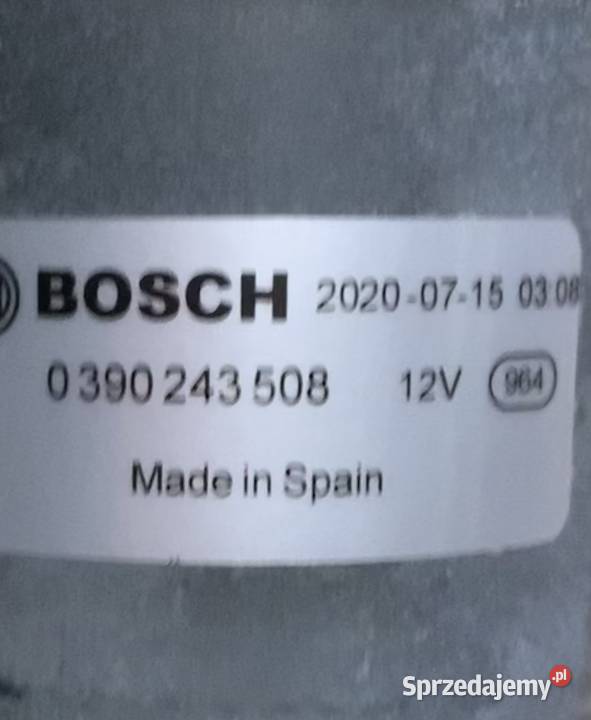 BOSCH 2020-07-15 03:08
0 390 243 508 12V 964
Made in Spain
Sprzedajemy.pl